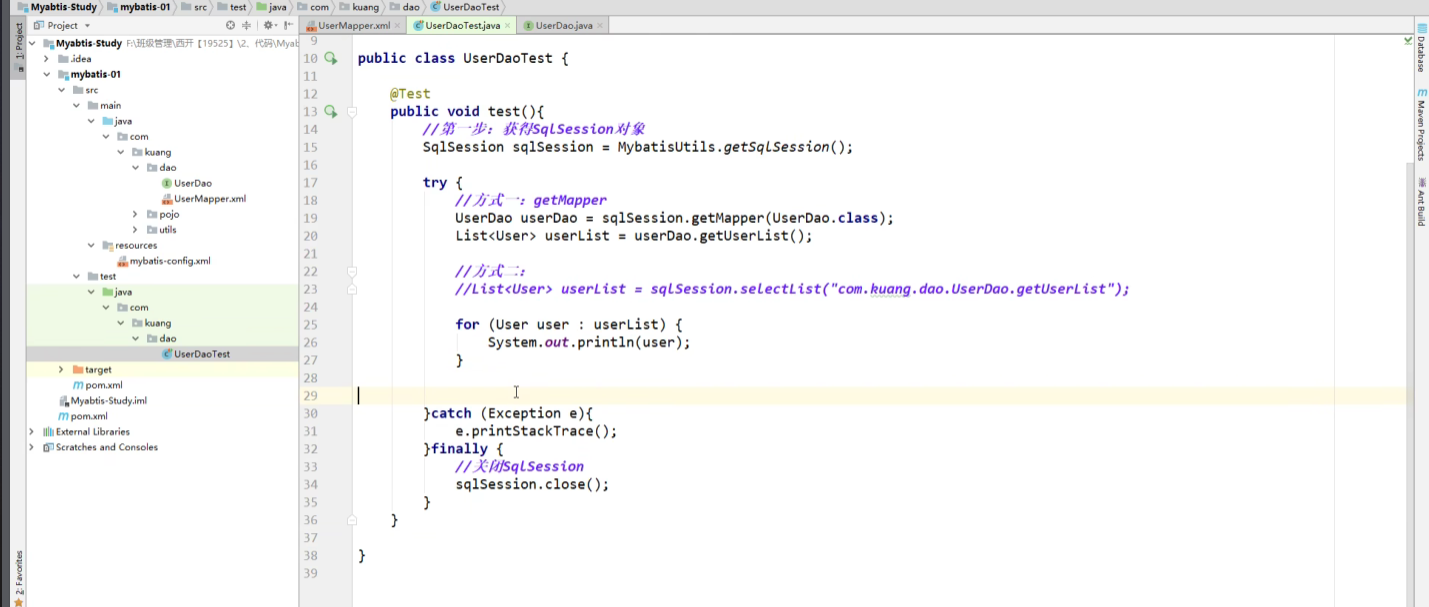 Myabtis-Study mybatis-01 src test java com kuang dao UserDaoTest
1: Project
Project
UserMapper.xml
UserDaoTest.java
UserDao.java
Myabtis-Study F:\班级管理\西开【19525】\2、代码\Myab
.idea
mybatis-01
src
main
java
com
kuang
dao
UserDao
UserMapper.xml
pojo
utils
resources
mybatis-config.xml
test
java
com
kuang
dao
UserDaoTest
target
pom.xml
Myabtis-Study.iml
pom.xml
External Libraries
Scratches and Consoles
2: Favorites
9
10 public class UserDaoTest {
11
12 @Test
13 public void test(){
14 //第一步：获得SqlSession对象
15 SqlSession sqlSession = MybatisUtils.getSqlSession();
16
17 try {
18 //方式一：getMapper
19 UserDao userDao = sqlSession.getMapper(UserDao.class);
20 List<User> userList = userDao.getUserList();
21
22 //方式二：
23 //List<User> userList = sqlSession.selectList("com.kuang.dao.UserDao.getUserList");
24
25 for (User user : userList) {
26 System.out.println(user);
27 }
28
29
30 }catch (Exception e){
31 e.printStackTrace();
32 }finally {
33 //关闭SqlSession
34 sqlSession.close();
35 }
36 }
37
38 }
39
Database
Maven Projects
Ant Build